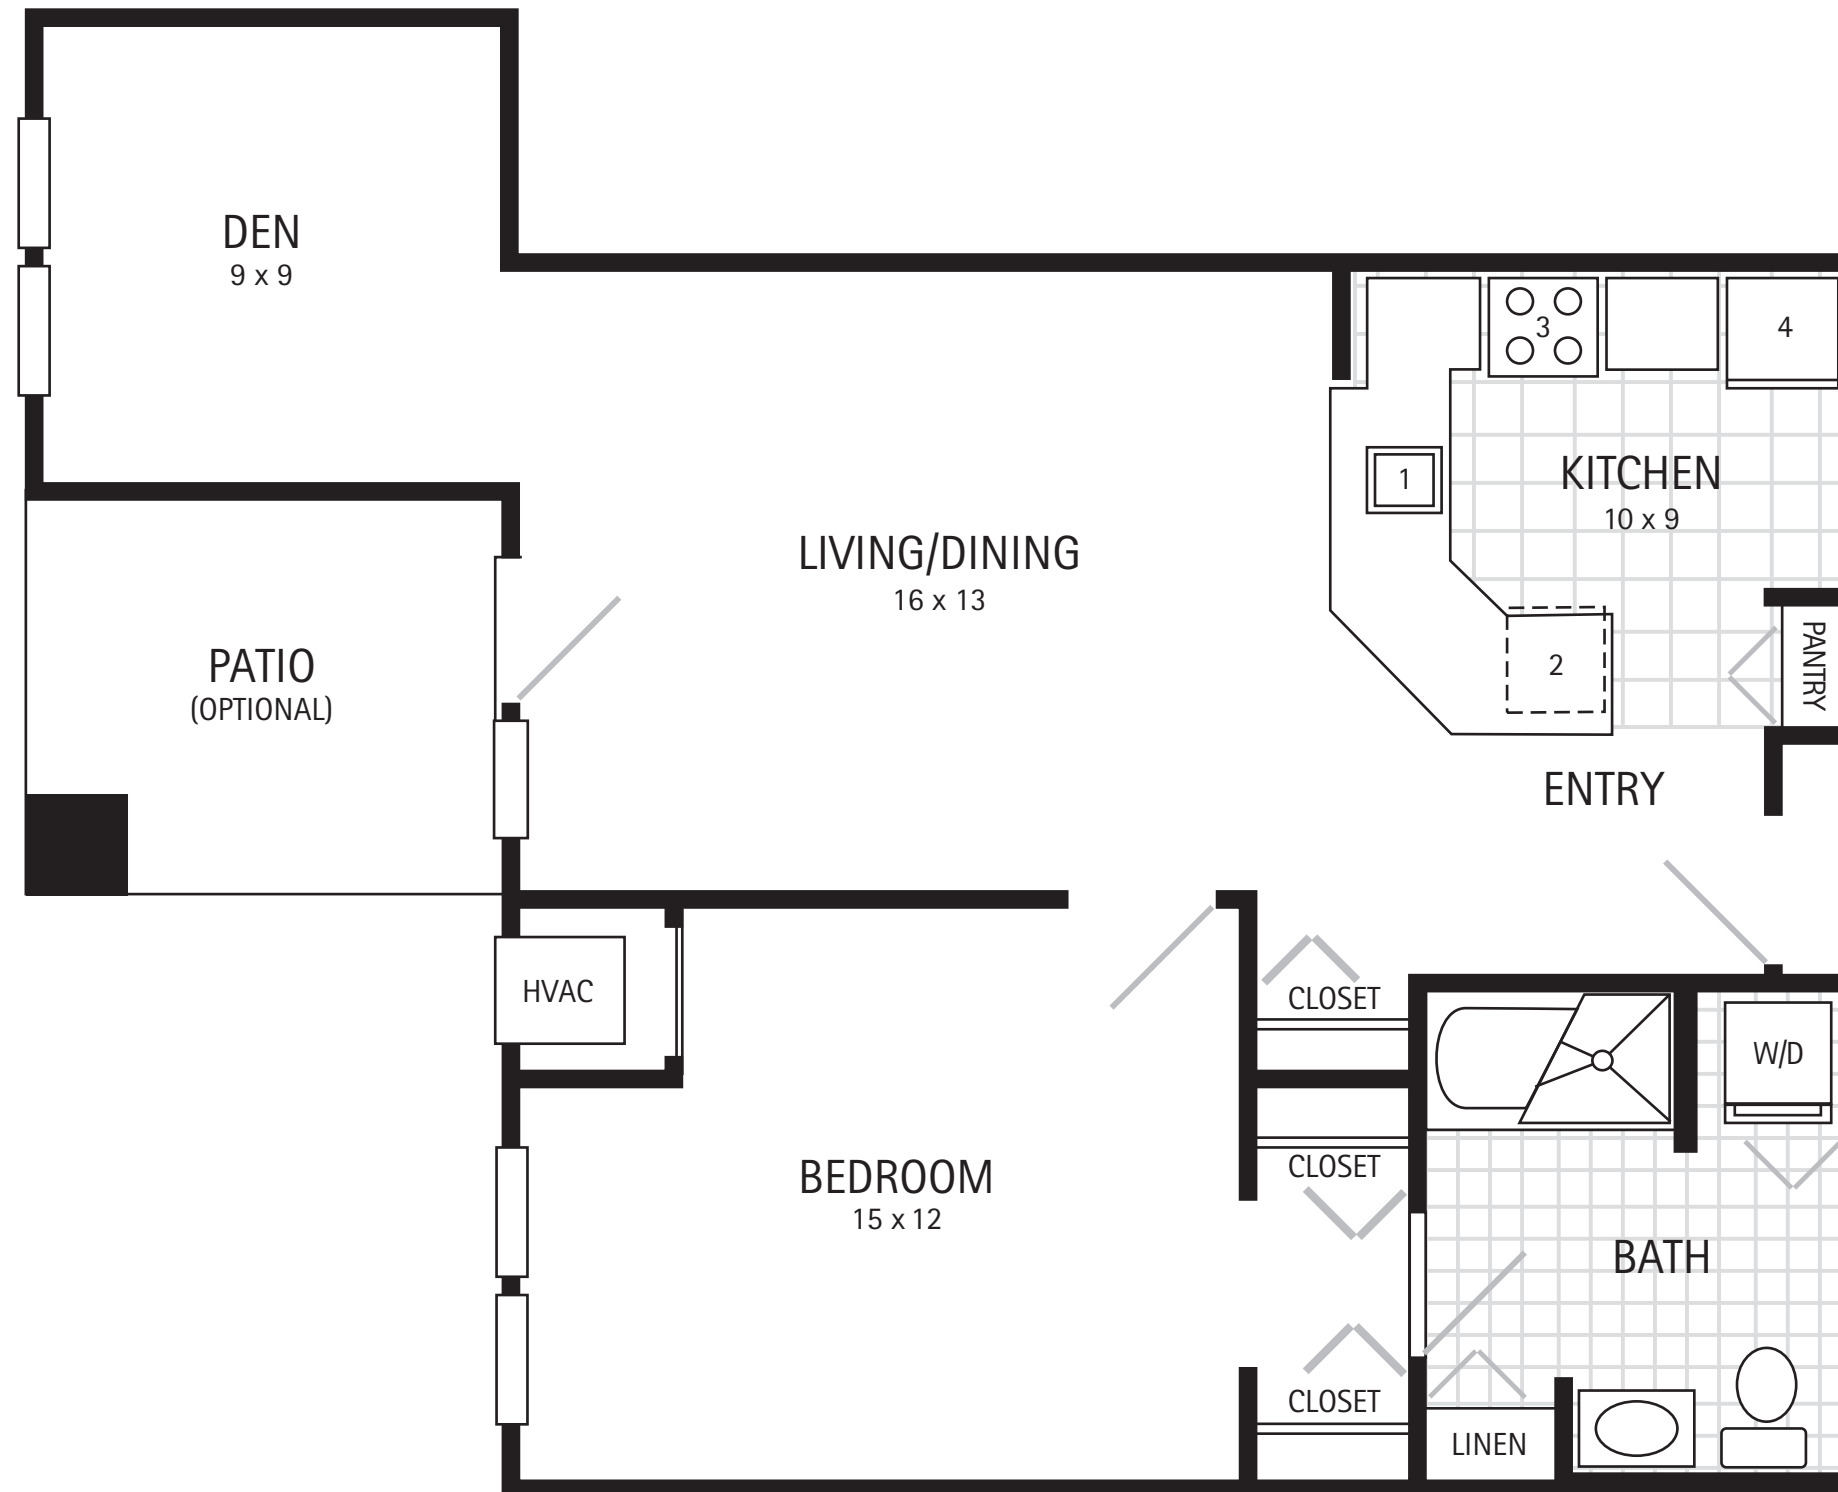 DEN
9 x 9
3
4
KITCHEN
10 x 9
1
LIVING/DINING
16 x 13
PATIO
(OPTIONAL)
2
PANTRY
ENTRY
HVAC
CLOSET
W/D
BEDROOM
15 x 12
CLOSET
BATH
CLOSET
LINEN